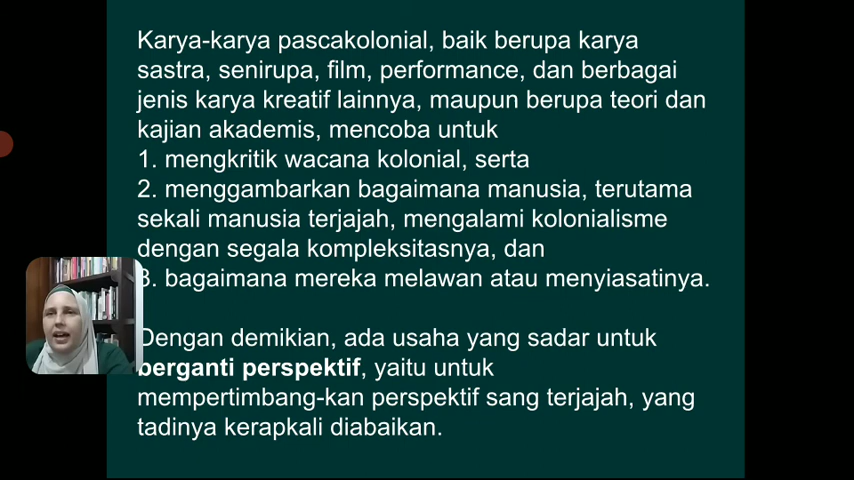 Karya-karya pascakolonial, baik berupa karya
sastra, senirupa, film, performance, dan berbagai
jenis karya kreatif lainnya, maupun berupa teori dan
kajian akademis, mencoba untuk
1. mengkritik wacana kolonial, serta
2. menggambarkan bagaimana manusia, terutama
sekali manusia terjajah, mengalami kolonialisme
dengan segala kompleksitasnya, dan
3. bagaimana mereka melawan atau menyiasatinya.
Dengan demikian, ada usaha yang sadar untuk
berganti perspektif, yaitu untuk
mempertimbang-kan perspektif sang terjajah, yang
tadinya kerapkali diabaikan.